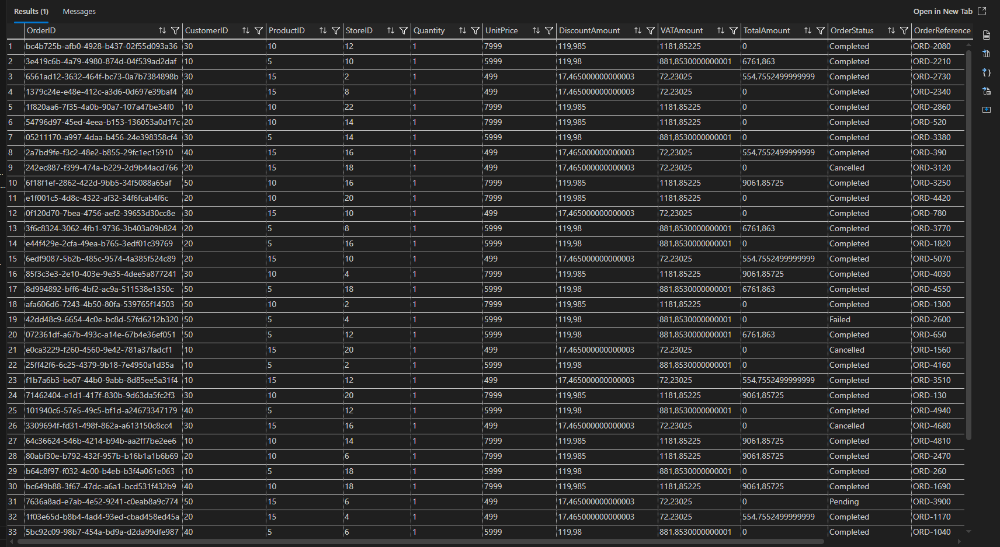 Results (1) Messages Open in New Tab
OrderID CustomerID ProductID StoreID Quantity UnitPrice DiscountAmount VATAmount TotalAmount OrderStatus OrderReference
1 bc4b725b-afb0-4928-b437-02f55d093a36 30 10 12 1 7999 119,985 1181,85225 0 Completed ORD-2080
2 3e419c6b-4a79-4980-874d-04f539ad2daf 10 5 10 1 5999 119,98 881,8530000000001 6761,863 Completed ORD-2210
3 6561ad12-3632-464f-bc73-0a7b7384898b 30 15 2 1 499 17,465000000000003 72,23025 554,7552499999999 Completed ORD-2730
4 1379c24e-e48e-412c-a3d6-0d697e39baf4 40 15 8 1 499 17,465000000000003 72,23025 0 Completed ORD-2340
5 1f820aa6-7f35-4a0b-90a7-107a47be34f0 10 10 22 1 7999 119,985 1181,85225 0 Completed ORD-2860
6 54796d97-45ed-4eea-b153-136053a0d17c 20 10 14 1 7999 119,985 1181,85225 0 Completed ORD-520
7 05211170-a997-4daa-b456-24e398358cf4 30 5 14 1 5999 119,98 881,8530000000001 0 Completed ORD-3380
8 2a7bd9fe-f3c2-48e2-b855-29fc1ec15910 40 15 16 1 499 17,465000000000003 72,23025 554,7552499999999 Completed ORD-390
9 242ec887-f399-474a-b229-2d9b44acd766 20 15 18 1 499 17,465000000000003 72,23025 0 Cancelled ORD-3120
10 6f18f1ef-2862-422d-9bb5-34f5088a65af 50 10 16 1 7999 119,985 1181,85225 9061,85725 Completed ORD-3250
11 e1f001c5-4d8c-4322-af32-34f6fcab4f6c 20 10 20 1 7999 119,985 1181,85225 0 Completed ORD-4420
12 0f120d70-7bea-4756-aef2-39653d30cc8e 30 15 10 1 499 17,465000000000003 72,23025 0 Completed ORD-780
13 3f6c8324-3062-4fb1-9736-3b403a09b824 20 5 8 1 5999 119,98 881,8530000000001 6761,863 Completed ORD-3770
14 e44f429e-2cfa-49ea-b765-3edf01c39769 20 5 16 1 5999 119,98 881,8530000000001 0 Completed ORD-1820
15 6edf9087-5b2b-485c-9574-4a385f524c89 20 15 10 1 499 17,465000000000003 72,23025 554,7552499999999 Completed ORD-5070
16 85f3c3e3-2e10-403e-9e35-4dee5a877241 30 10 4 1 7999 119,985 1181,85225 9061,85725 Completed ORD-4030
17 8d994892-bff6-4bf2-ac9a-511538e1350c 50 5 18 1 5999 119,98 881,8530000000001 6761,863 Completed ORD-4550
18 afa606d6-7243-4b50-80fa-539765f14503 50 10 2 1 7999 119,985 1181,85225 0 Completed ORD-1300
19 42dd48c9-6654-4c0e-bc8d-57fd6212b320 50 5 4 1 5999 119,98 881,8530000000001 0 Failed ORD-2600
20 072361df-a67b-493c-a14e-67b4e36ef051 50 5 12 1 5999 119,98 881,8530000000001 6761,863 Completed ORD-650
21 e0ca3229-f260-4560-9e42-781a37fadcf1 10 15 20 1 499 17,465000000000003 72,23025 0 Cancelled ORD-1560
22 25ff42f6-6c25-4379-9b18-7e4950a1d35a 10 5 2 1 5999 119,98 881,8530000000001 0 Completed ORD-4160
23 f1b7a6b3-be07-44b0-9abb-8d85ee5a31f4 10 15 12 1 499 17,465000000000003 72,23025 554,7552499999999 Completed ORD-3510
24 71462404-e1d1-417f-830b-9d63da5fc2f3 30 10 20 1 7999 119,985 1181,85225 9061,85725 Completed ORD-130
25 101940c6-57e5-49c5-bf1d-a24673347179 40 5 12 1 5999 119,98 881,8530000000001 0 Completed ORD-4940
26 3309694f-fd31-498f-862a-a613150c8cc4 30 15 16 1 499 17,465000000000003 72,23025 0 Cancelled ORD-4680
27 64c36624-546b-4214-b94b-aa2ff7be2ee6 10 10 14 1 7999 119,985 1181,85225 9061,85725 Completed ORD-4810
28 80abf30e-b792-432f-957b-b16b1a1b6b69 20 10 6 1 7999 119,985 1181,85225 9061,85725 Completed ORD-2470
29 b64c8f97-f032-4e00-b4eb-b3f4a061e063 10 5 18 1 5999 119,98 881,8530000000001 0 Completed ORD-260
30 bc649b88-3f67-47dc-a6a1-bcd531f432b9 40 10 18 1 7999 119,985 1181,85225 9061,85725 Completed ORD-1690
31 7636a8ad-e7ab-4e52-9241-c0eab8a9c774 50 15 6 1 499 17,465000000000003 72,23025 0 Pending ORD-3900
32 1f03e65d-b8b4-4ad4-93ed-cbad458ed45a 20 15 4 1 499 17,465000000000003 72,23025 554,7552499999999 Completed ORD-1170
33 5bc92c09-98b7-454a-bd9a-d2da99dfe987 40 5 6 1 5999 119,98 881,8530000000001 0 Completed ORD-1040